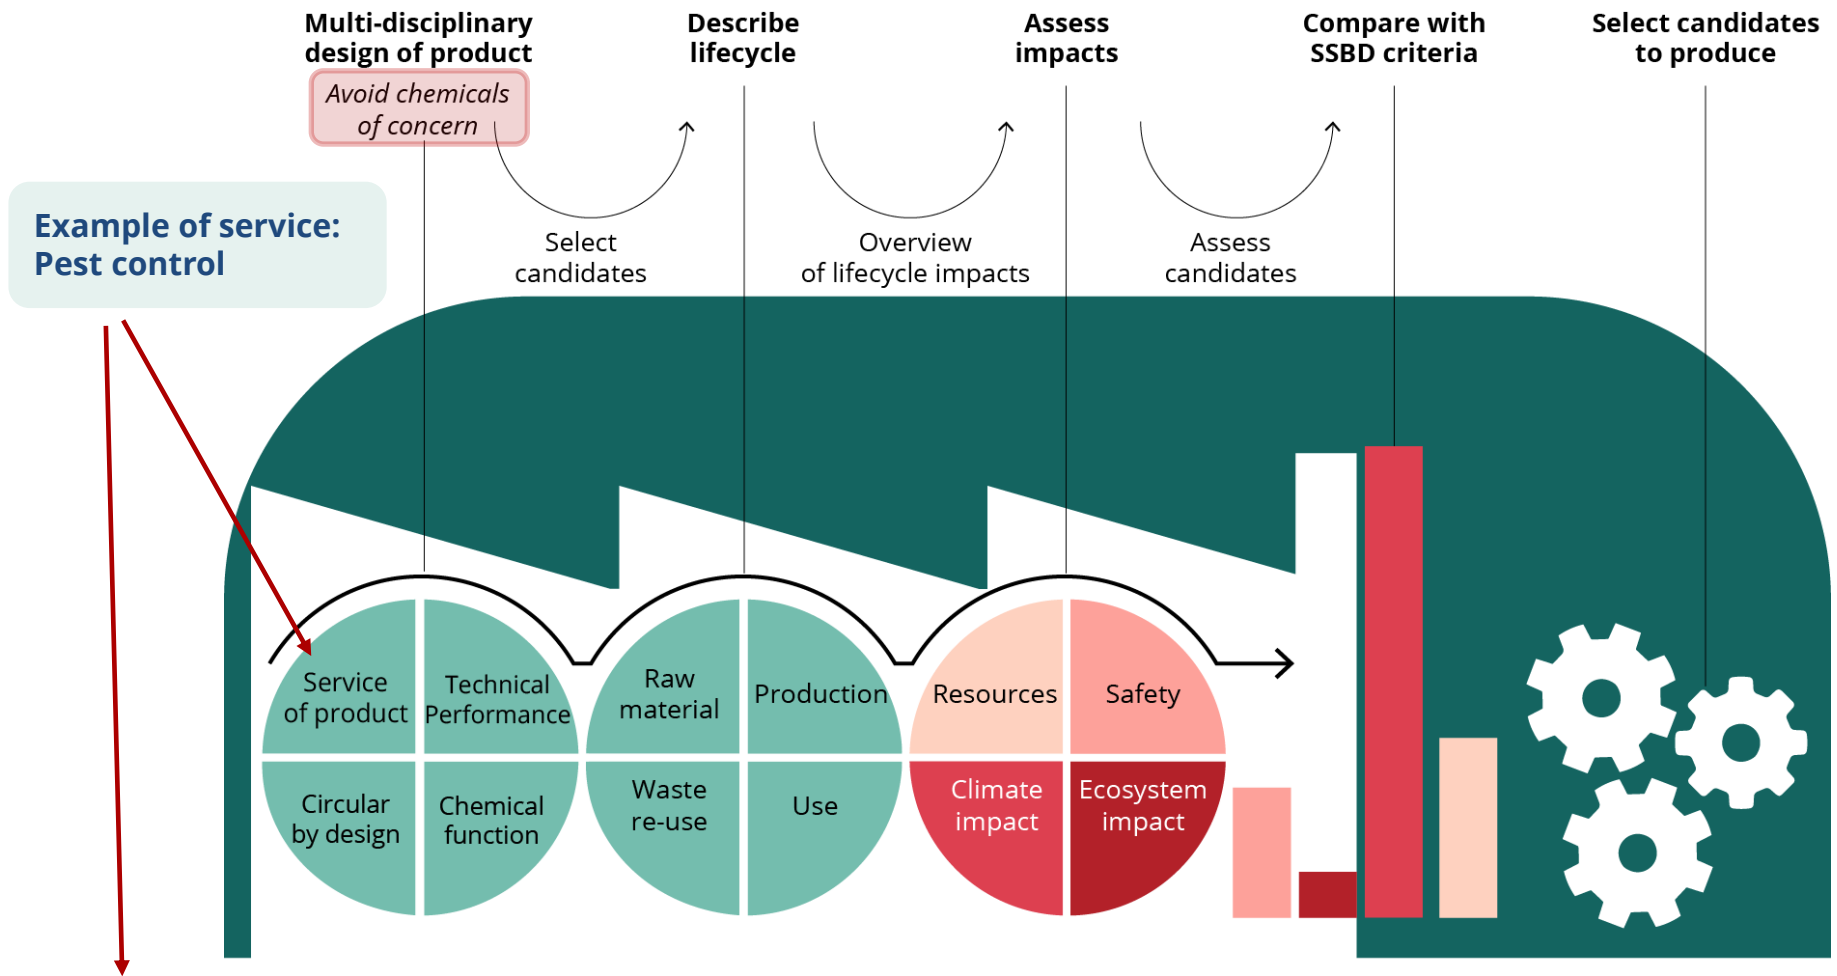 Multi-disciplinary
design of product
Avoid chemicals
of concern
Describe
lifecycle
Assess
impacts
Compare with
SSBD criteria
Select candidates
to produce
Example of service:
Pest control
Select
candidates
Overview
of lifecycle impacts
Assess
candidates
Service
of product
Technical
Performance
Circular
by design
Chemical
function
Raw
material
Production
Waste
re-use
Use
Resources
Safety
Climate
impact
Ecosystem
impact